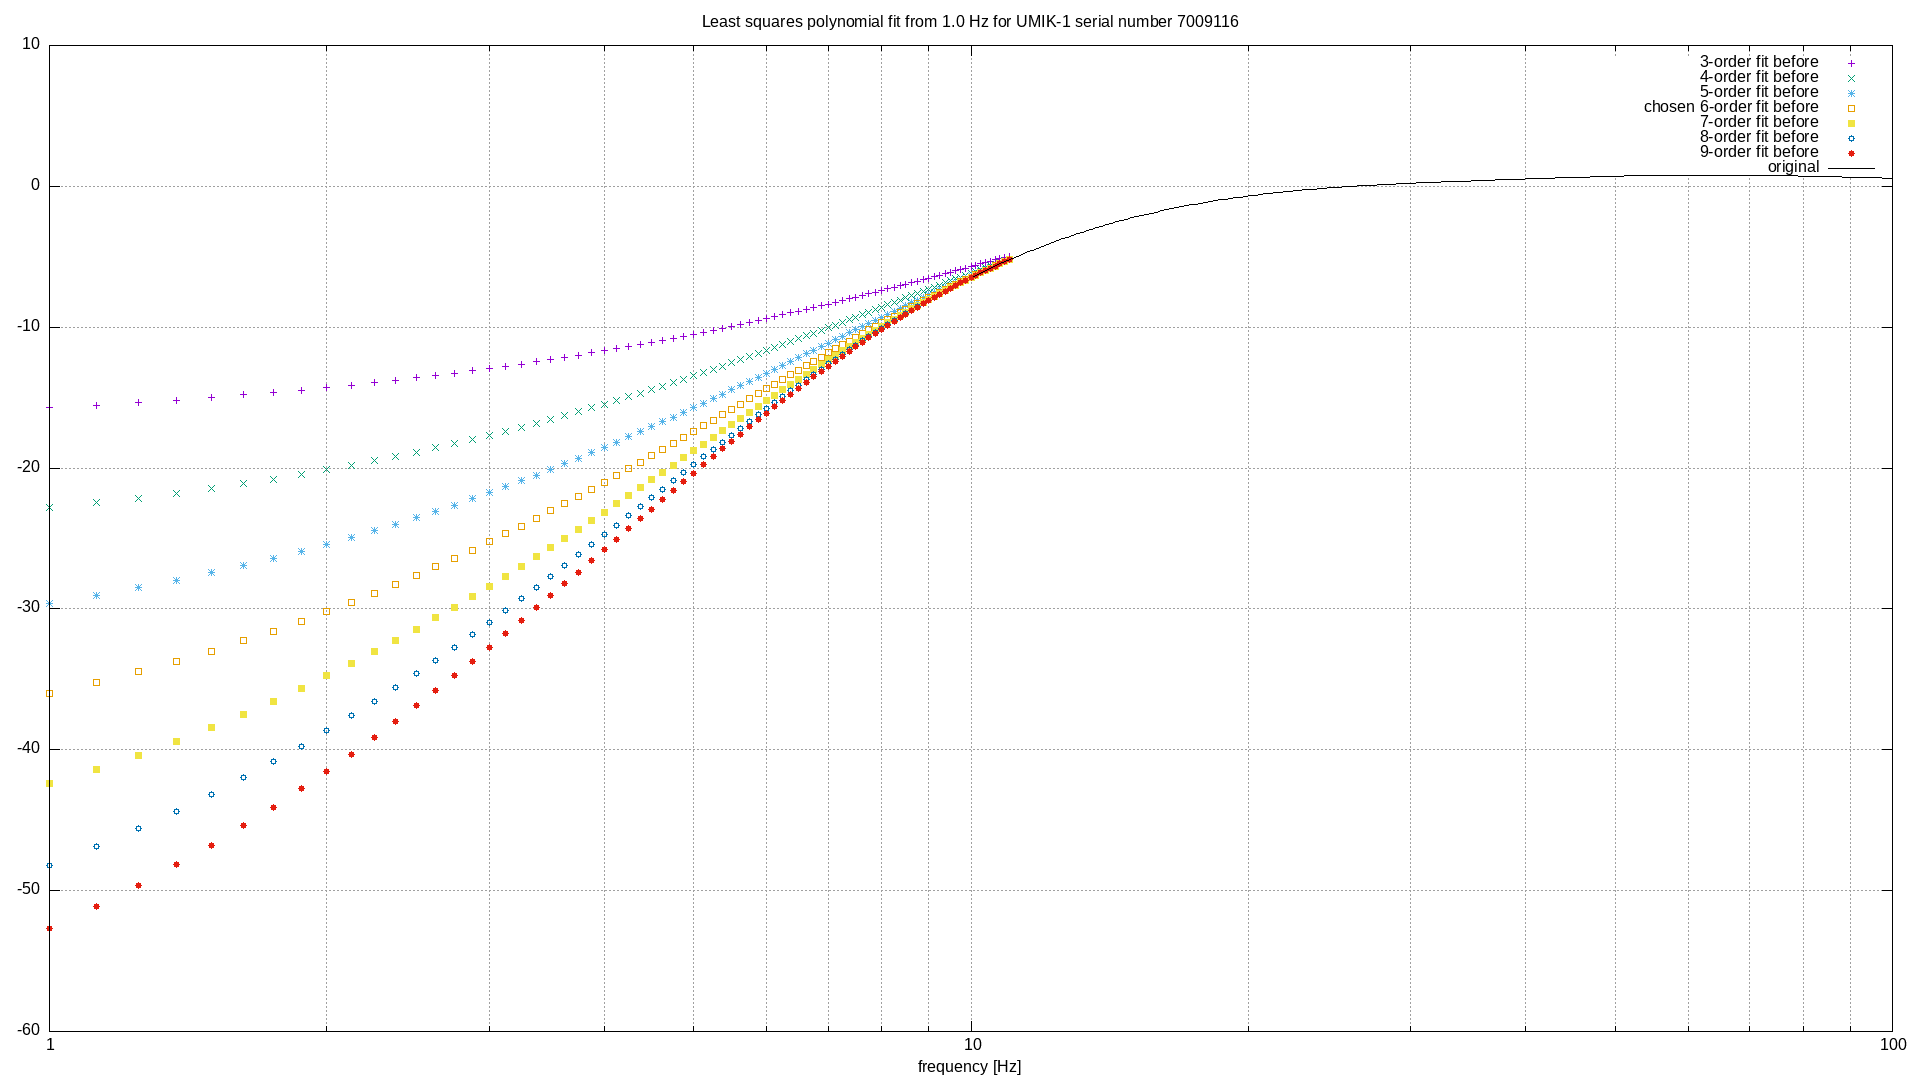 Least squares polynomial fit from 1.0 Hz for UMIK-1 serial number 7009116
10
0
-10
-20
-30
-40
-50
-60
3-order fit before
4-order fit before
5-order fit before
chosen 6-order fit before
7-order fit before
8-order fit before
9-order fit before
original
1
10
100
frequency [Hz]